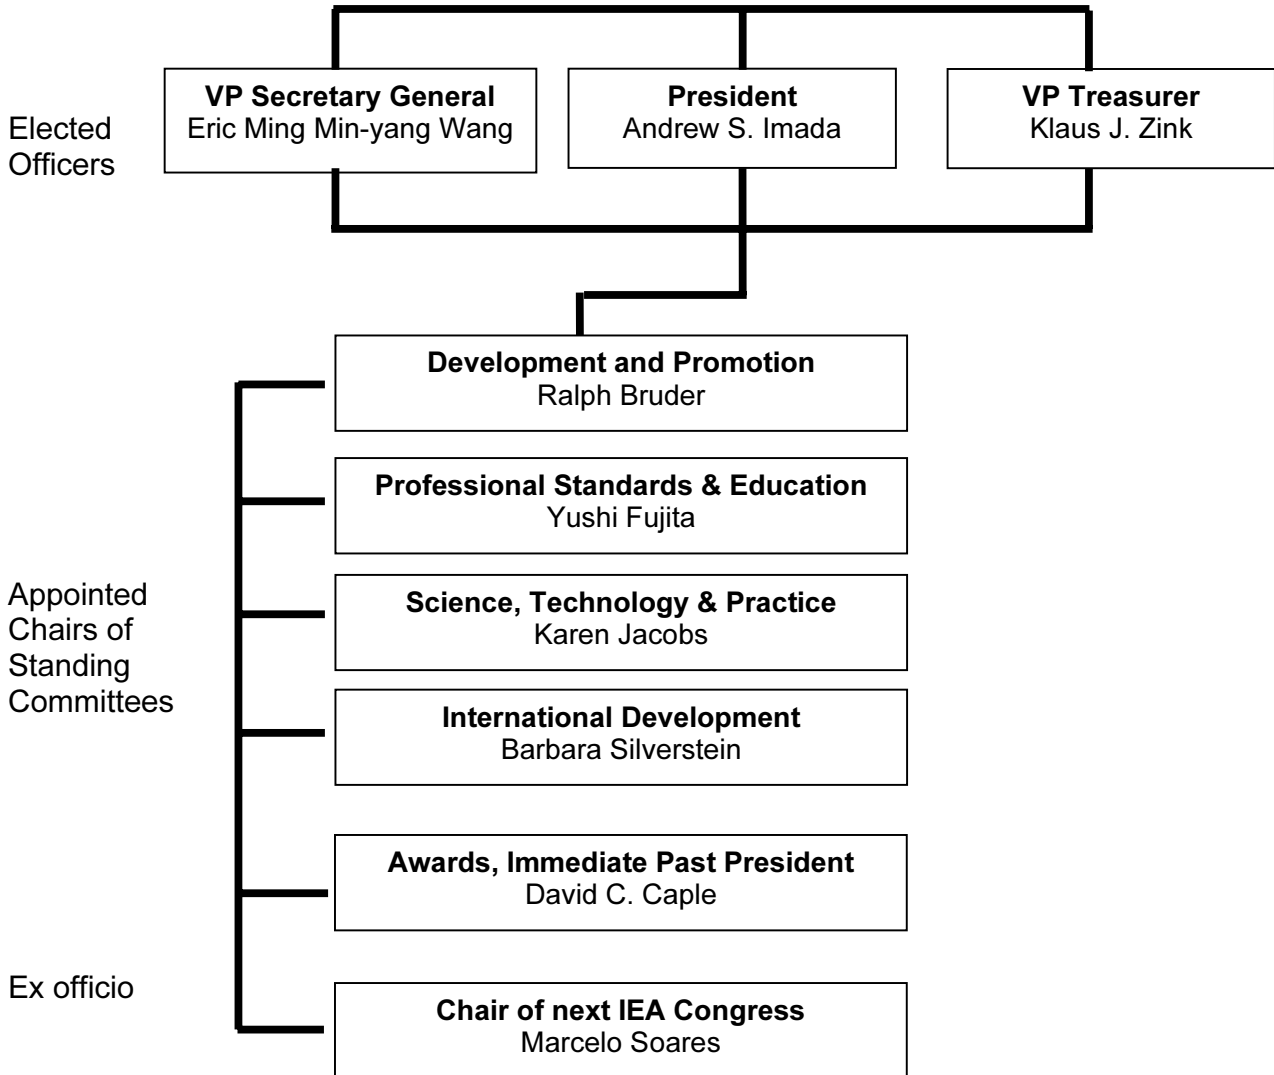 VP Secretary General
Eric Ming Min-yang Wang
President
Andrew S. Imada
VP Treasurer
Klaus J. Zink
Elected
Officers
Development and Promotion
Ralph Bruder
Professional Standards & Education
Yushi Fujita
Appointed
Chairs of
Standing
Committees
Science, Technology & Practice
Karen Jacobs
International Development
Barbara Silverstein
Awards, Immediate Past President
David C. Caple
Ex officio
Chair of next IEA Congress
Marcelo Soares